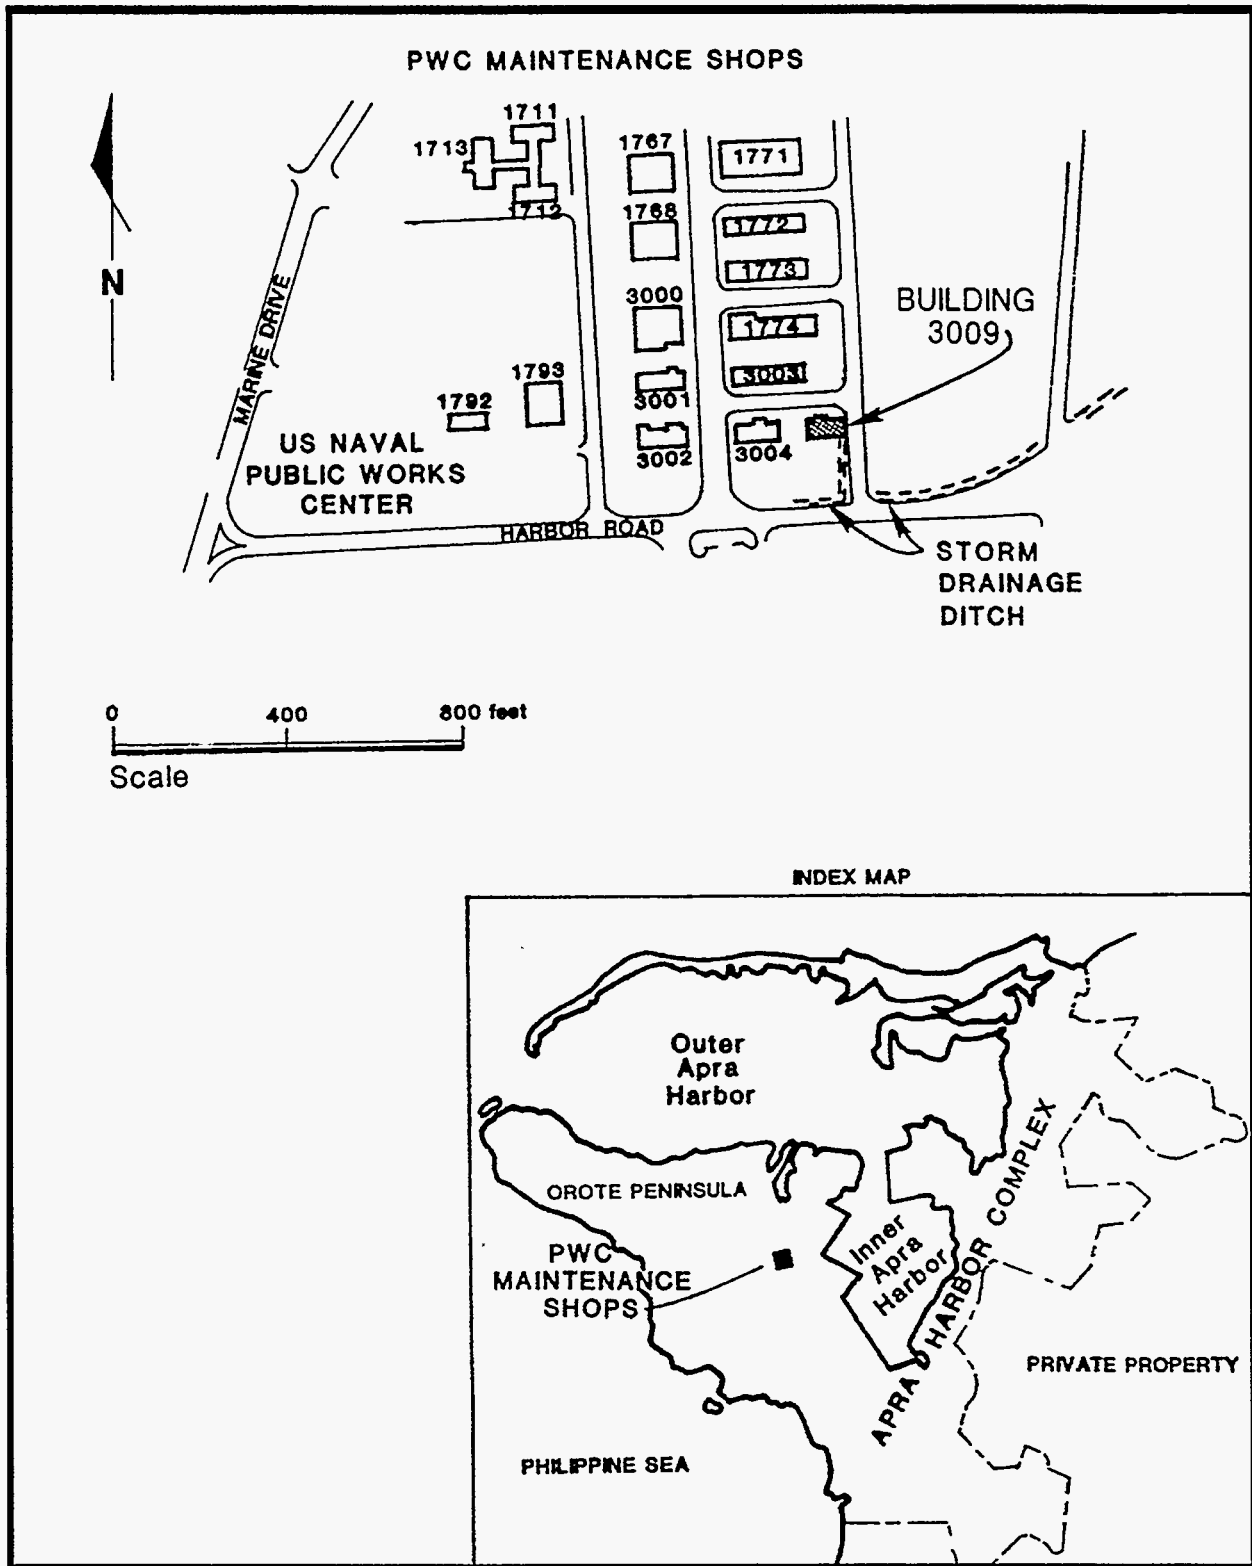 PWC MAINTENANCE SHOPS
1711
1713
1712
1767
1768
1771
1772
1773
3000
1774
BUILDING
3009
3001
3003
1793
1792
3002
3004
N
MARINE DRIVE
US NAVAL
PUBLIC WORKS
CENTER
HARBOR ROAD
STORM
DRAINAGE
DITCH
0 400 800 feet
Scale
INDEX MAP
Outer
Apra
Harbor
OROTE PENINSULA
PWC
MAINTENANCE
SHOPS
Inner
Apra
Harbor
APRA HARBOR COMPLEX
PRIVATE PROPERTY
PHILIPPINE SEA